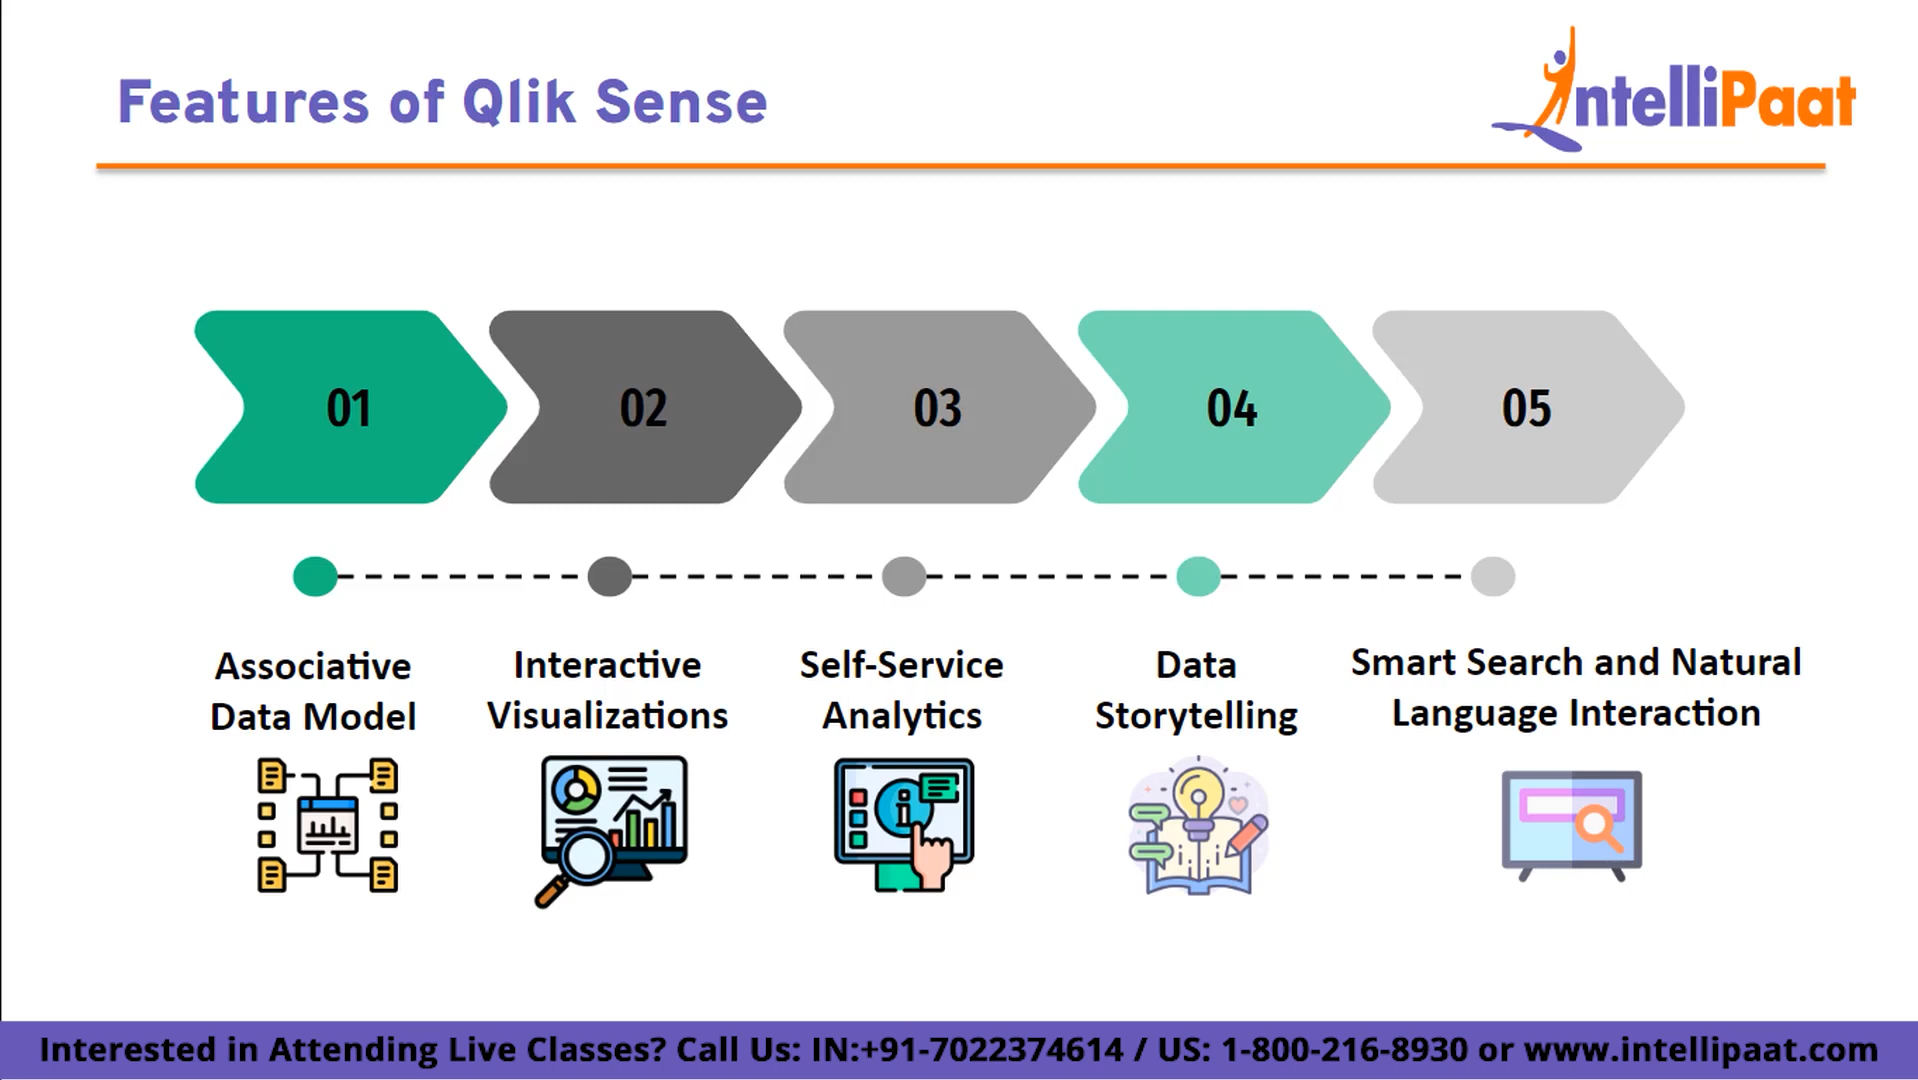 Features of Qlik Sense
IntelliPaat
01
02
03
04
05
Associative
Data Model
Interactive
Visualizations
Self-Service
Analytics
Data
Storytelling
Smart Search and Natural
Language Interaction
Interested in Attending Live Classes? Call Us: IN:+91-7022374614 / US: 1-800-216-8930 or www.intellipaat.com